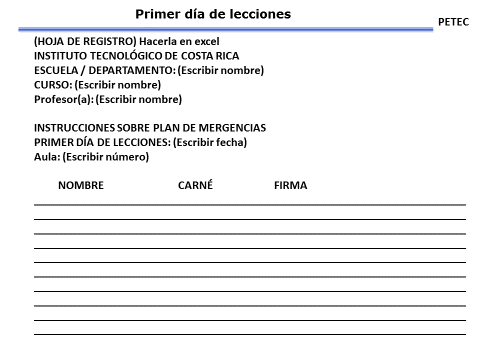 Primer día de lecciones
PETEC
(HOJA DE REGISTRO) Hacerla en excel
INSTITUTO TECNOLÓGICO DE COSTA RICA
ESCUELA / DEPARTAMENTO: (Escribir nombre)
CURSO: (Escribir nombre)
Profesor(a): (Escribir nombre)
INSTRUCCIONES SOBRE PLAN DE MERGENCIAS
PRIMER DÍA DE LECCIONES: (Escribir fecha)
Aula: (Escribir número)
NOMBRE CARNÉ FIRMA